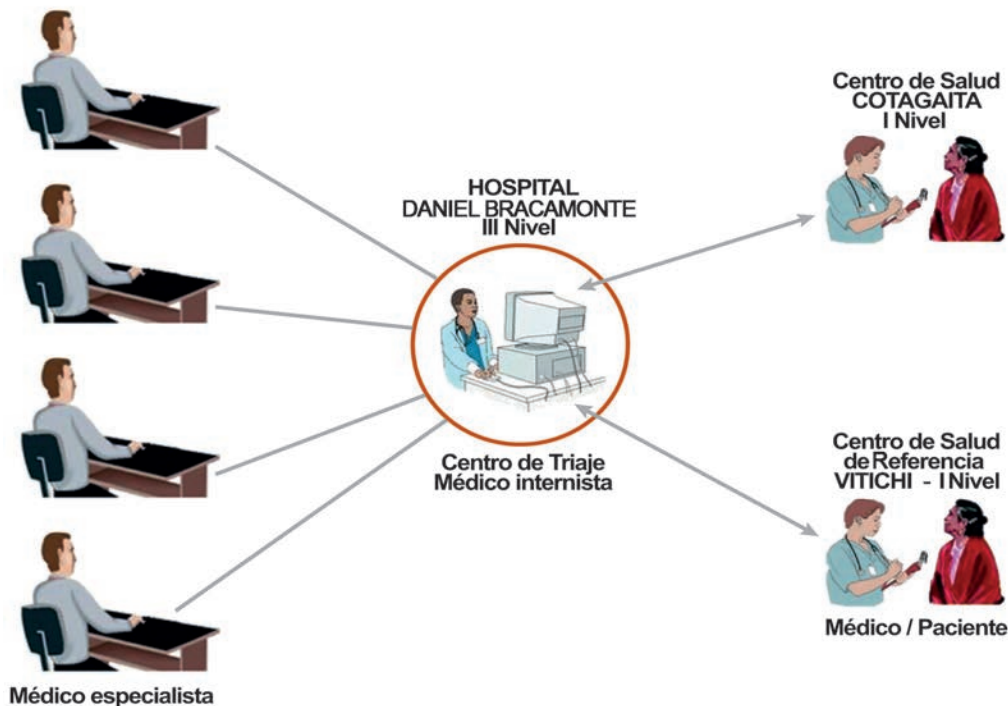 HOSPITAL
DANIEL BRACAMONTE
III Nivel
Centro de Triaje
Médico internista
Centro de Salud
COTAGAITA
I Nivel
Centro de Salud
de Referencia
VITICHI - I Nivel
Médico / Paciente
Médico especialista